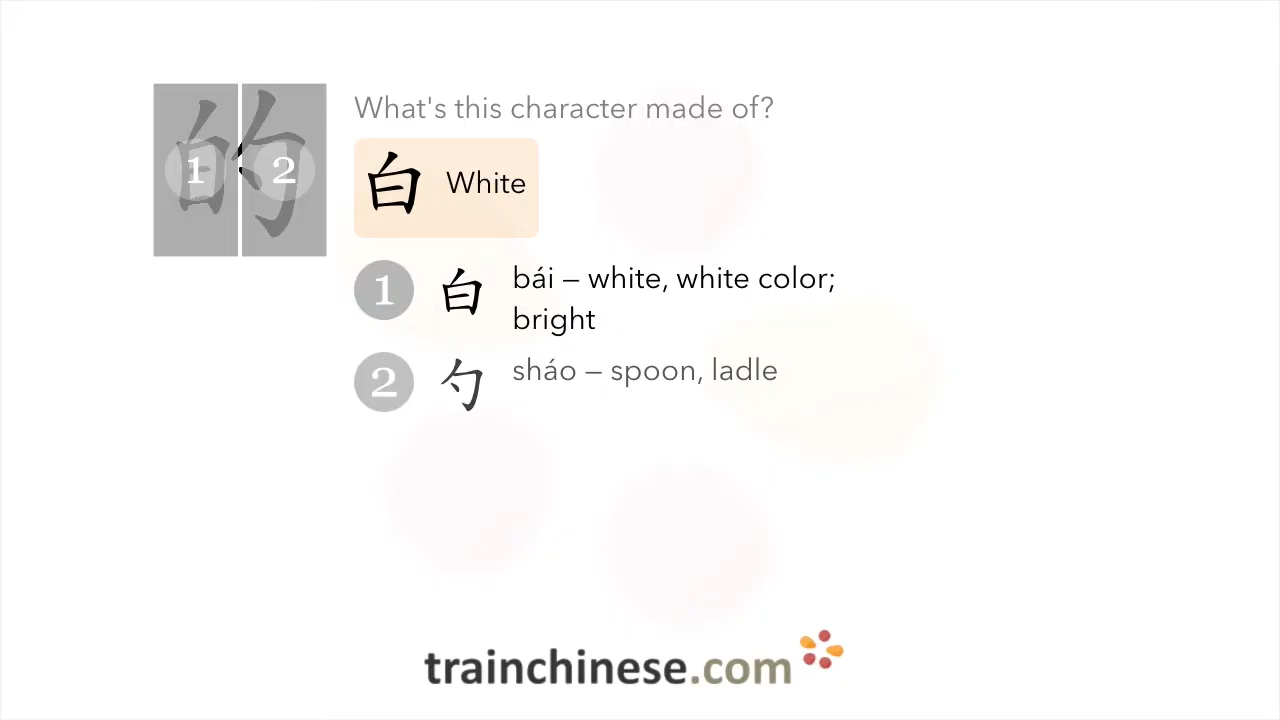 的
1 2
What's this character made of?
白 White
1 白 bái – white, white color;
bright
2 勺 sháo – spoon, ladle
trainchinese.com